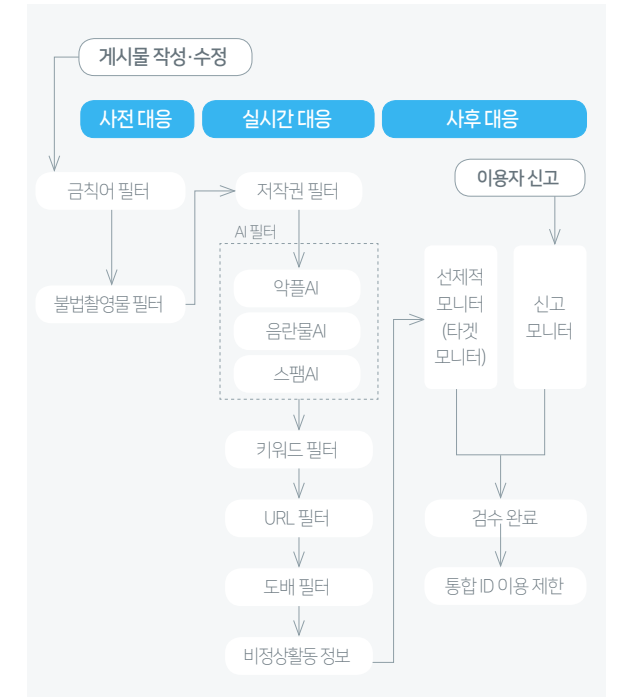 게시물 작성·수정
사전 대응
실시간 대응
사후 대응
금칙어 필터
불법촬영물 필터
저작권 필터
AI 필터
악플AI
음란물AI
스팸AI
키워드 필터
URL 필터
도배 필터
비정상활동 정보
이용자 신고
선제적
모니터
(타겟
모니터)
신고
모니터
검수 완료
통합 ID 이용 제한